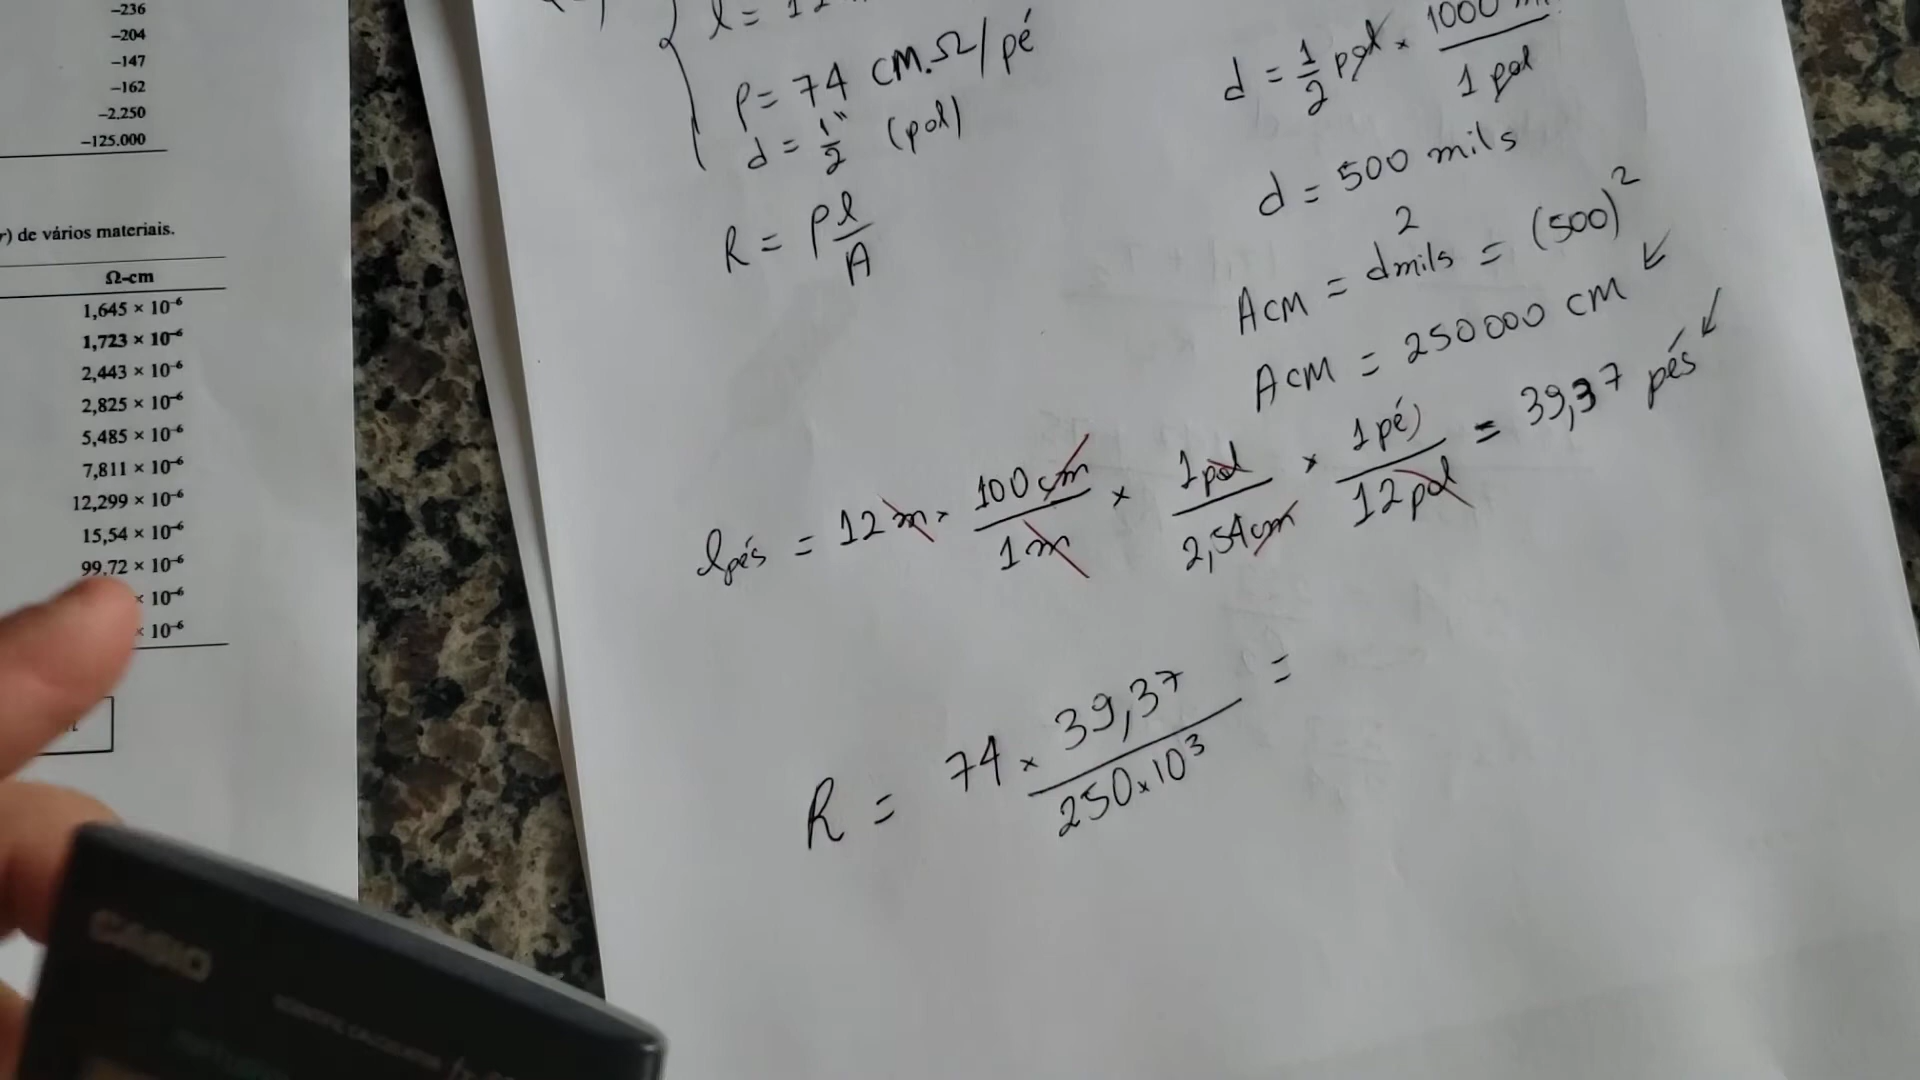 -236
-204
-147
-162
-2.250
-125.000
r) de vários materiais.
Ω-cm
1,645 × 10⁻⁶
1,723 × 10⁻⁶
2,443 × 10⁻⁶
2,825 × 10⁻⁶
5,485 × 10⁻⁶
7,811 × 10⁻⁶
12,299 × 10⁻⁶
15,54 × 10⁻⁶
99,72 × 10⁻⁶
× 10⁻⁶
× 10⁻⁶
l = 12
ρ = 74 CM.Ω/pé
d = 1/2" (pol)
R = ρ l/A
d = 1/2 pol × 1000 / 1 pol
d = 500 mils
ACM = d²mils = (500)²
ACM = 250000 CM
lpés = 12 m × 100 cm / 1 m × 1 pol / 2,54 cm × 1 pé / 12 pol = 39,37 pés
R = 74 × 39,37 / 250×10³ =
CASIO